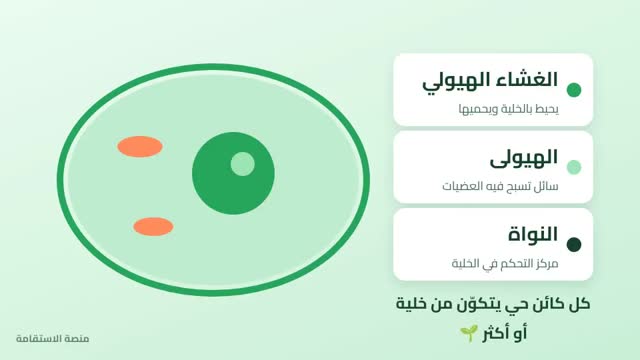 الغشاء الهيولي
يحيط بالخلية ويحميها
الهيولى
سائل تسبح فيه العضيات
النواة
مركز التحكم في الخلية
كل كائن حي يتكوّن من خلية
أو أكثر 🌱
منصة الاستقامة